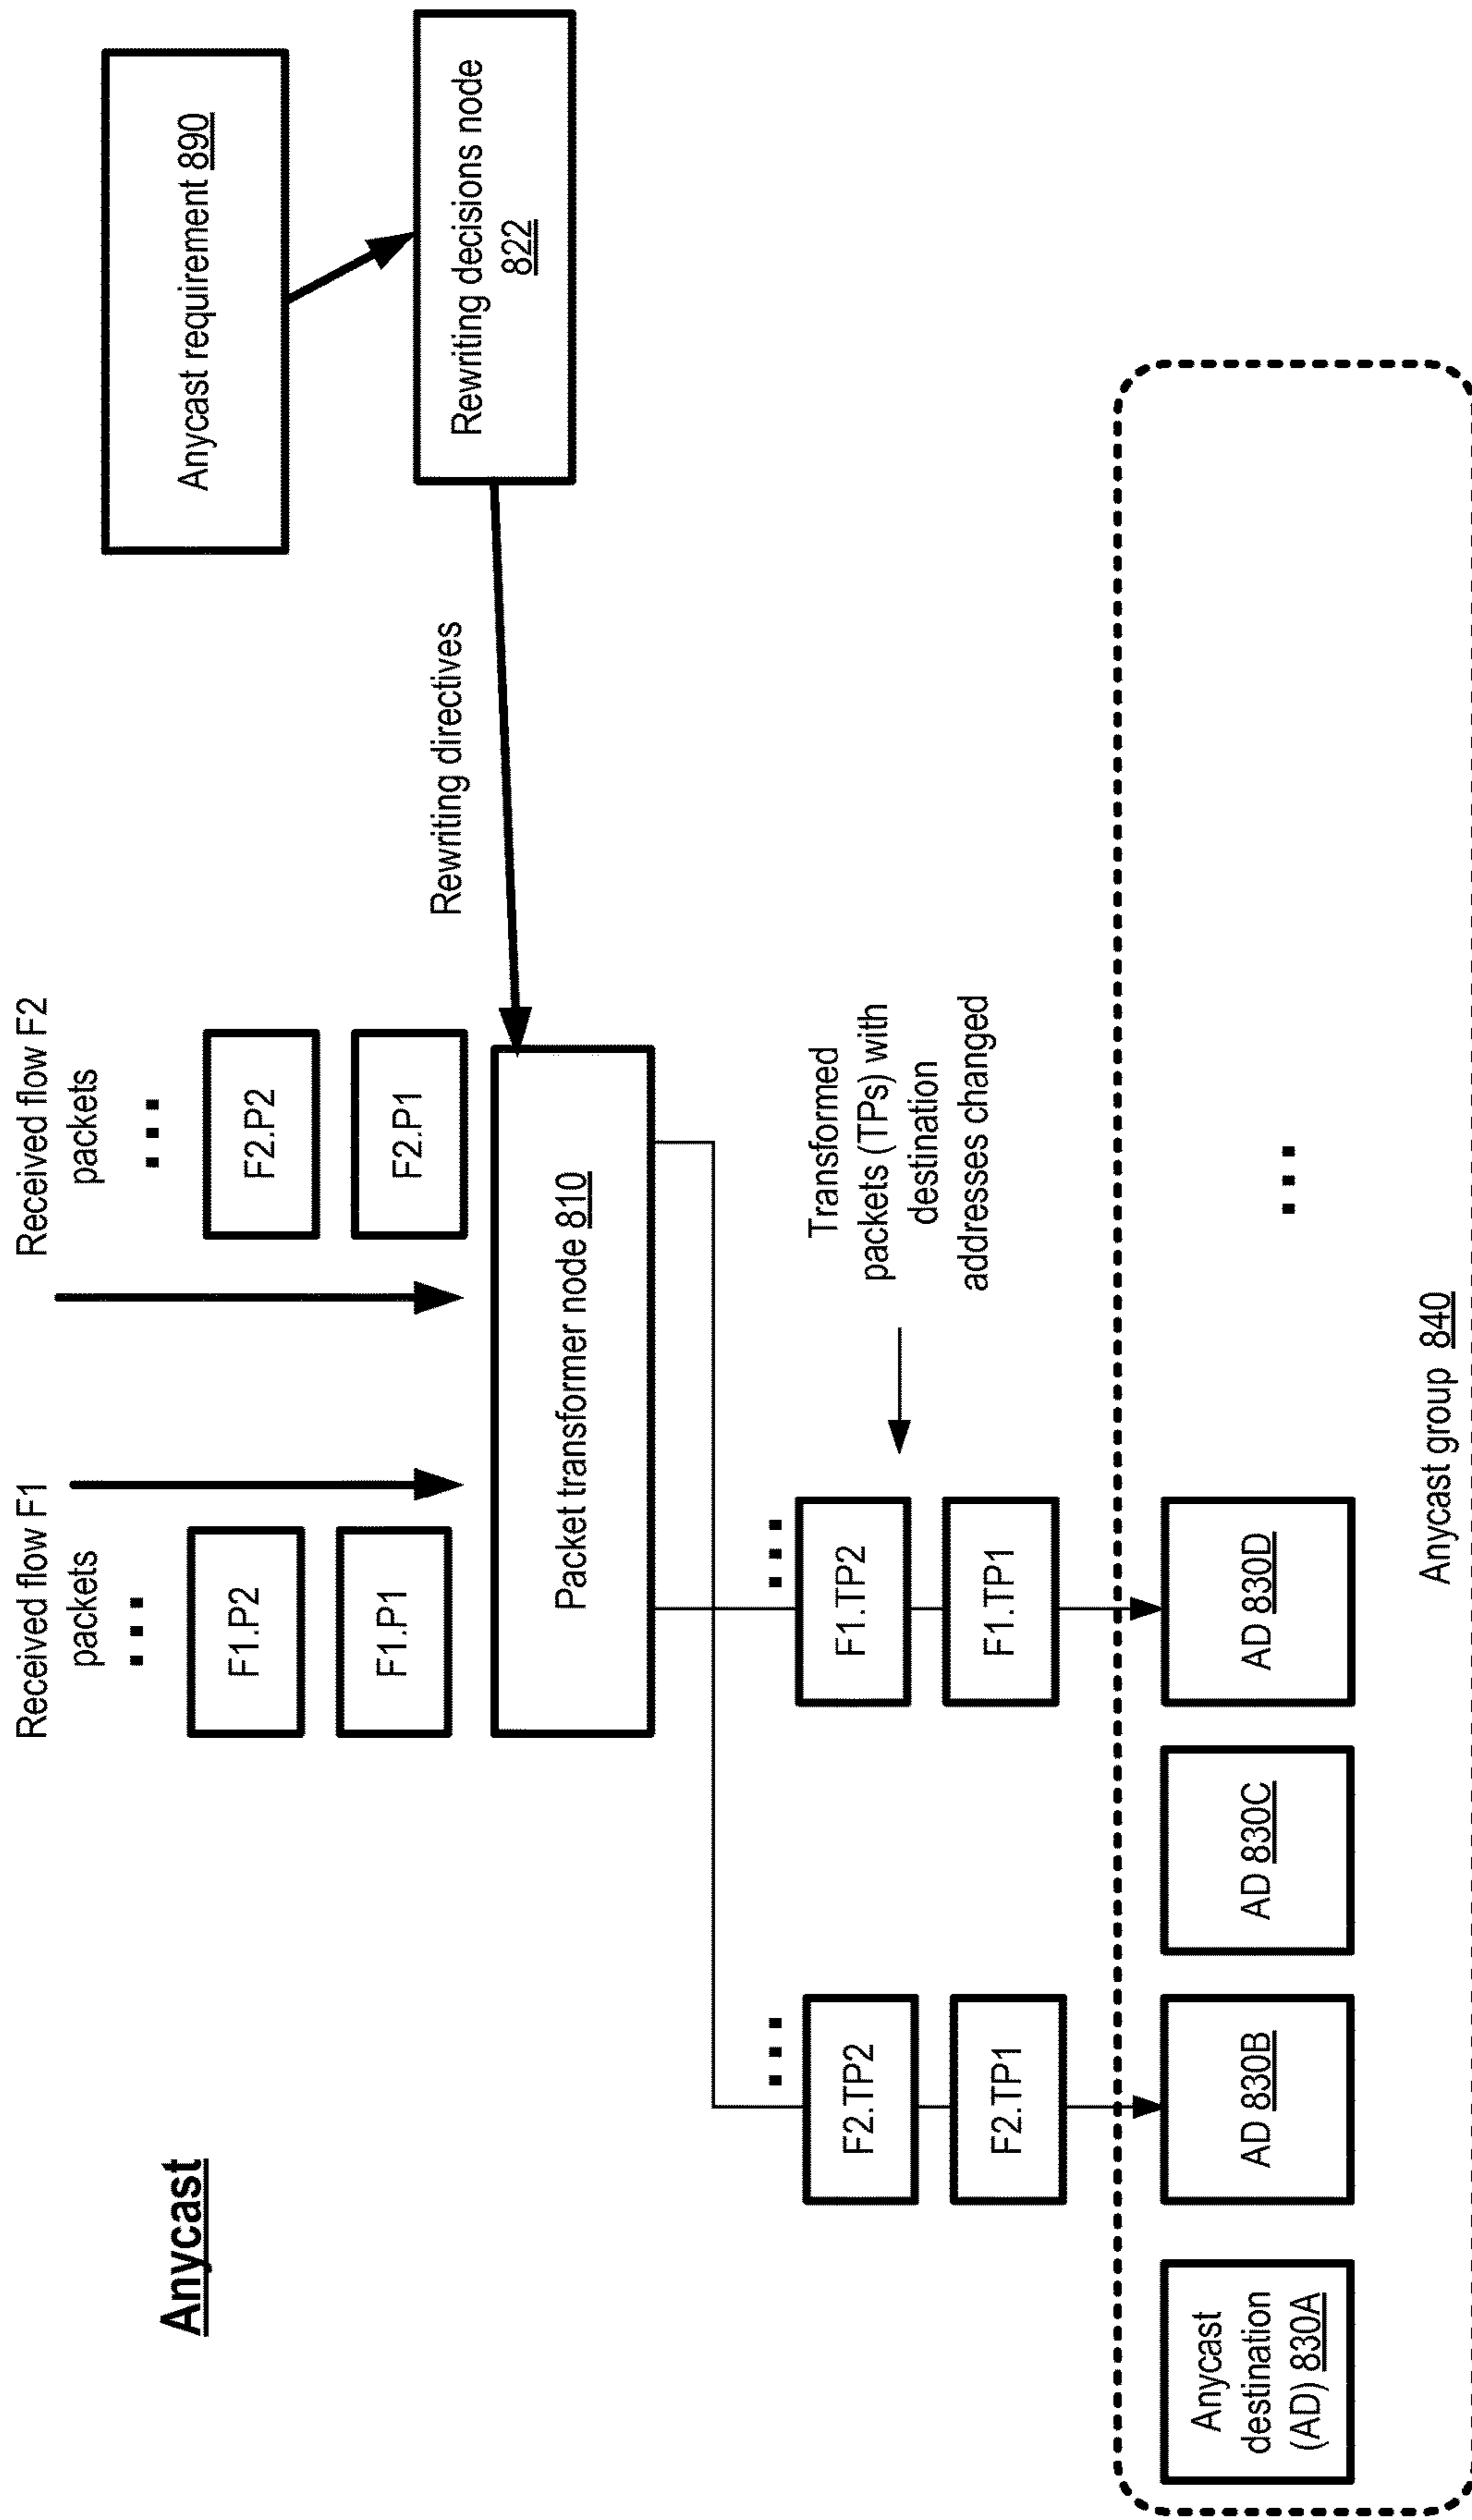 Anycast
Received flow F1
packets
...
F1.P2
F1.P1
Received flow F2
packets
...
F2.P2
F2.P1
Anycast requirement 890
Rewriting decisions node
822
Rewriting directives
Packet transformer node 810
...
F2.TP2
F2.TP1
...
F1.TP2
F1.TP1
Transformed
packets (TPs) with
destination
addresses changed
Anycast
destination
(AD) 830A
AD 830B
AD 830C
AD 830D
...
Anycast group 840